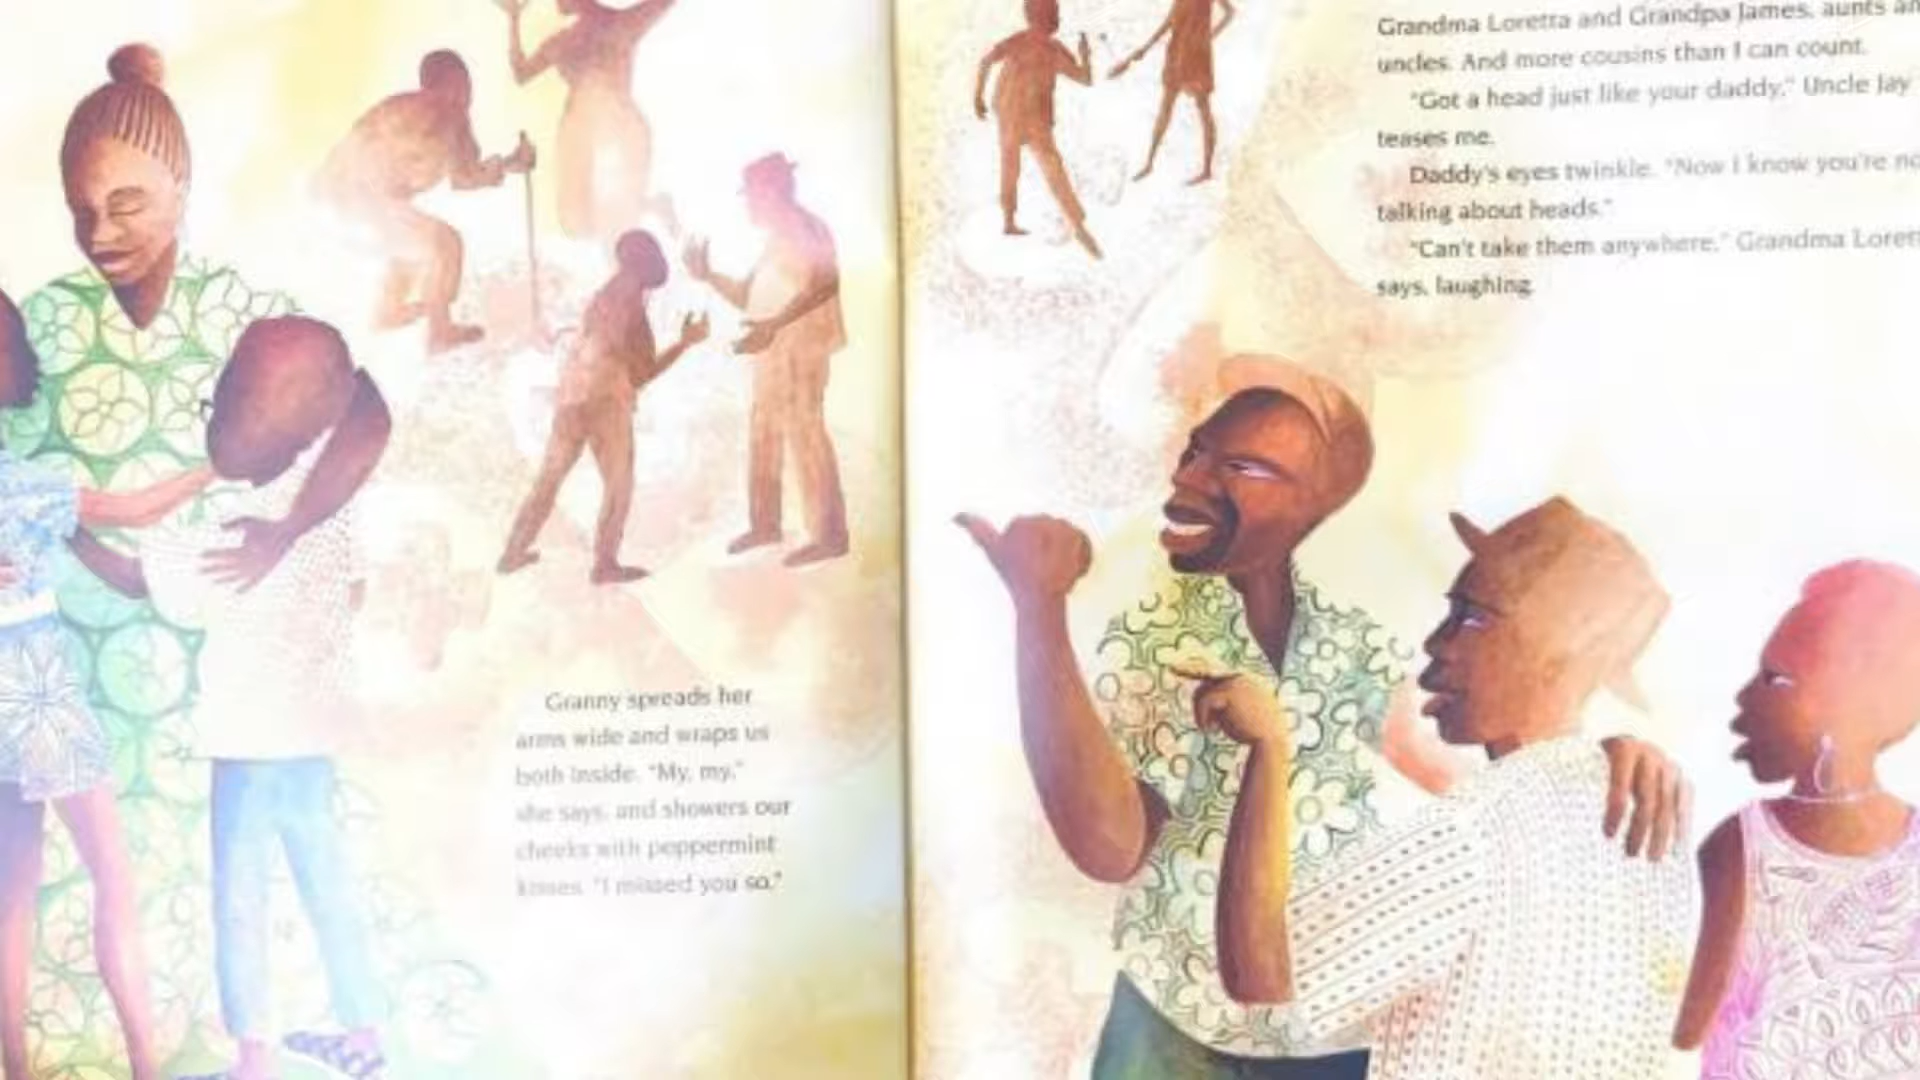 Granny spreads her
arms wide and wraps us
both inside. "My, my,"
she says, and showers our
cheeks with peppermint
kisses. "I missed you so."
Grandma Loretta and Grandpa James, aunts an
uncles. And more cousins than I can count.
"Got a head just like your daddy," Uncle Jay
teases me.
Daddy's eyes twinkle. "Now I know you're no
talking about heads."
"Can't take them anywhere," Grandma Lorett
says, laughing.